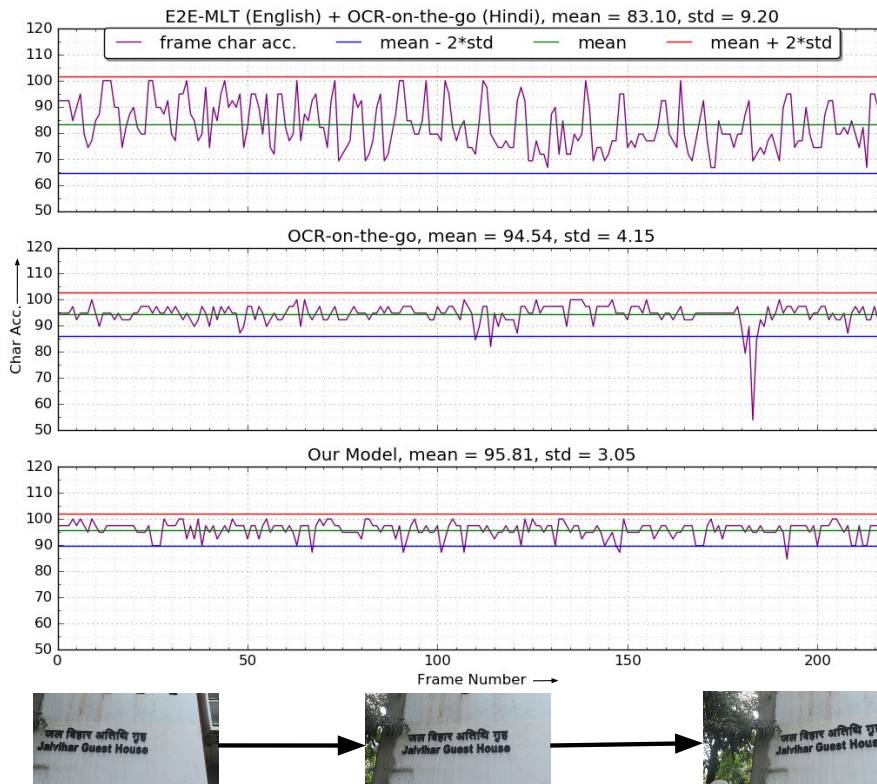 E2E-MLT (English) + OCR-on-the-go (Hindi), mean = 83.10, std = 9.20
120
frame char acc. mean - 2*std mean mean + 2*std
110
100
90
80
70
60
50
OCR-on-the-go, mean = 94.54, std = 4.15
120
110
100
90
80
70
60
50
Char Acc.
Our Model, mean = 95.81, std = 3.05
120
110
100
90
80
70
60
50
0 50 100 150 200
Frame Number
जल बिहार अतिथि गृह
Jalvihar Guest House
जल बिहार अतिथि गृह
Jalvihar Guest House
जल बिहार अतिथि गृह
Jalvihar Guest House